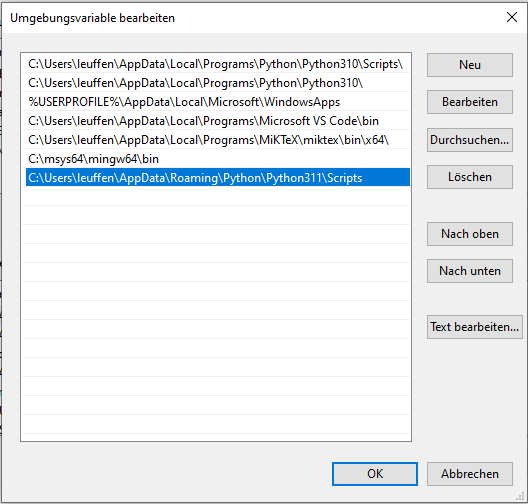 Umgebungsvariable bearbeiten
C:\Users\leuffen\AppData\Local\Programs\Python\Python310\Scripts\
C:\Users\leuffen\AppData\Local\Programs\Python\Python310\
%USERPROFILE%\AppData\Local\Microsoft\WindowsApps
C:\Users\leuffen\AppData\Local\Programs\Microsoft VS Code\bin
C:\Users\leuffen\AppData\Local\Programs\MiKTeX\miktex\bin\x64\
C:\msys64\mingw64\bin
C:\Users\leuffen\AppData\Roaming\Python\Python311\Scripts
Neu
Bearbeiten
Durchsuchen...
Löschen
Nach oben
Nach unten
Text bearbeiten...
OK
Abbrechen